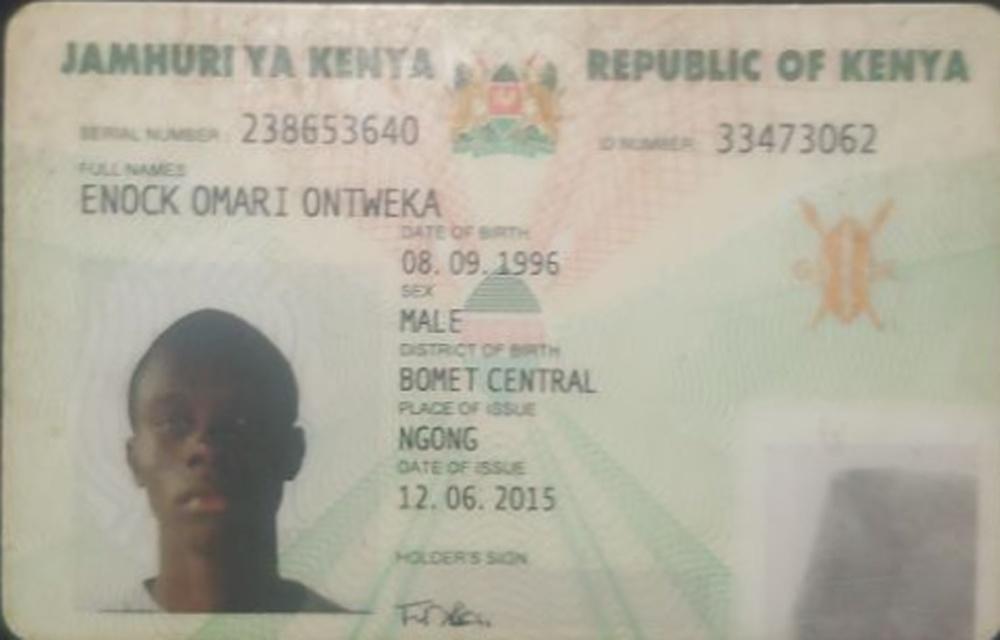 JAMHURI YA KENYA REPUBLIC OF KENYA
SERIAL NUMBER: 238653640 ID NUMBER: 33473062
FULL NAMES
ENOCK OMARI ONTWEKA
DATE OF BIRTH
08. 09. 1996
SEX
MALE
DISTRICT OF BIRTH
BOMET CENTRAL
PLACE OF ISSUE
NGONG
DATE OF ISSUE
12. 06. 2015
HOLDER'S SIGN